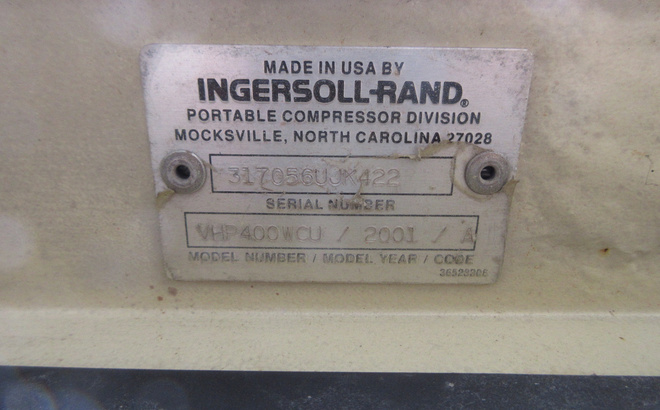 MADE IN USA BY
INGERSOLL-RAND®
PORTABLE COMPRESSOR DIVISION
MOCKSVILLE, NORTH CAROLINA 27028
317056UJK422
SERIAL NUMBER
VHP400WCU / 2001 / A
MODEL NUMBER / MODEL YEAR / CODE